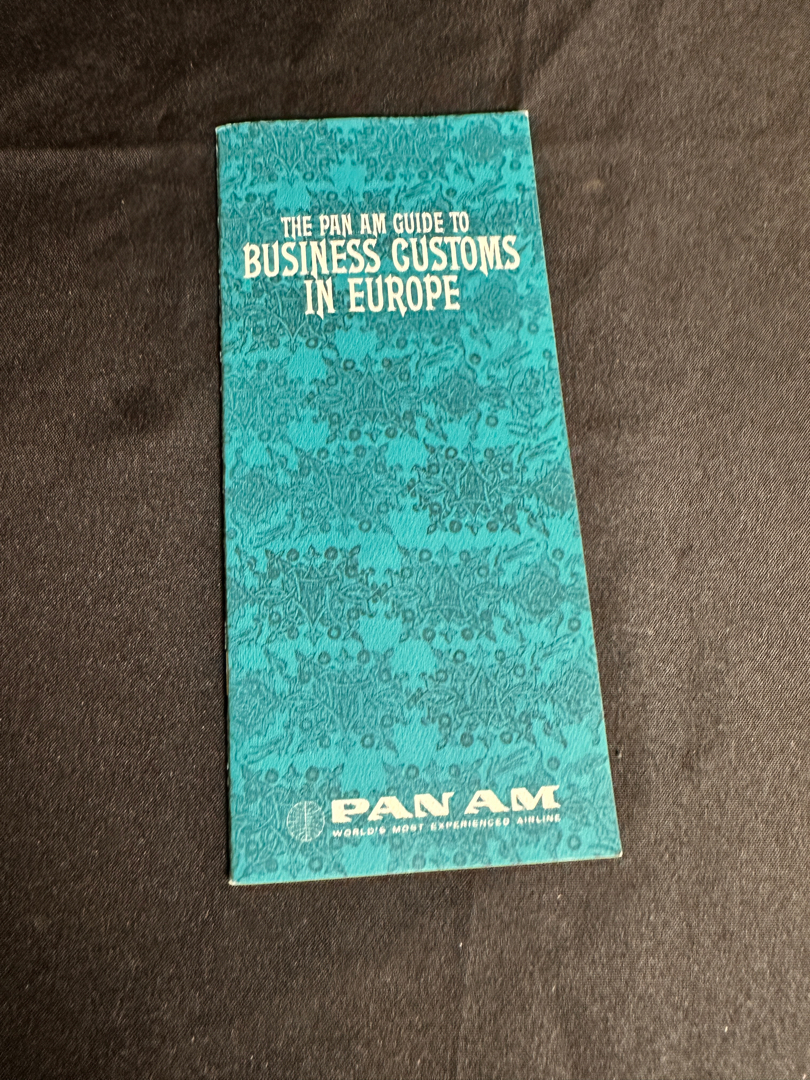 THE PAN AM GUIDE TO
BUSINESS CUSTOMS
IN EUROPE
PAN AM
WORLD'S MOST EXPERIENCED AIRLINE